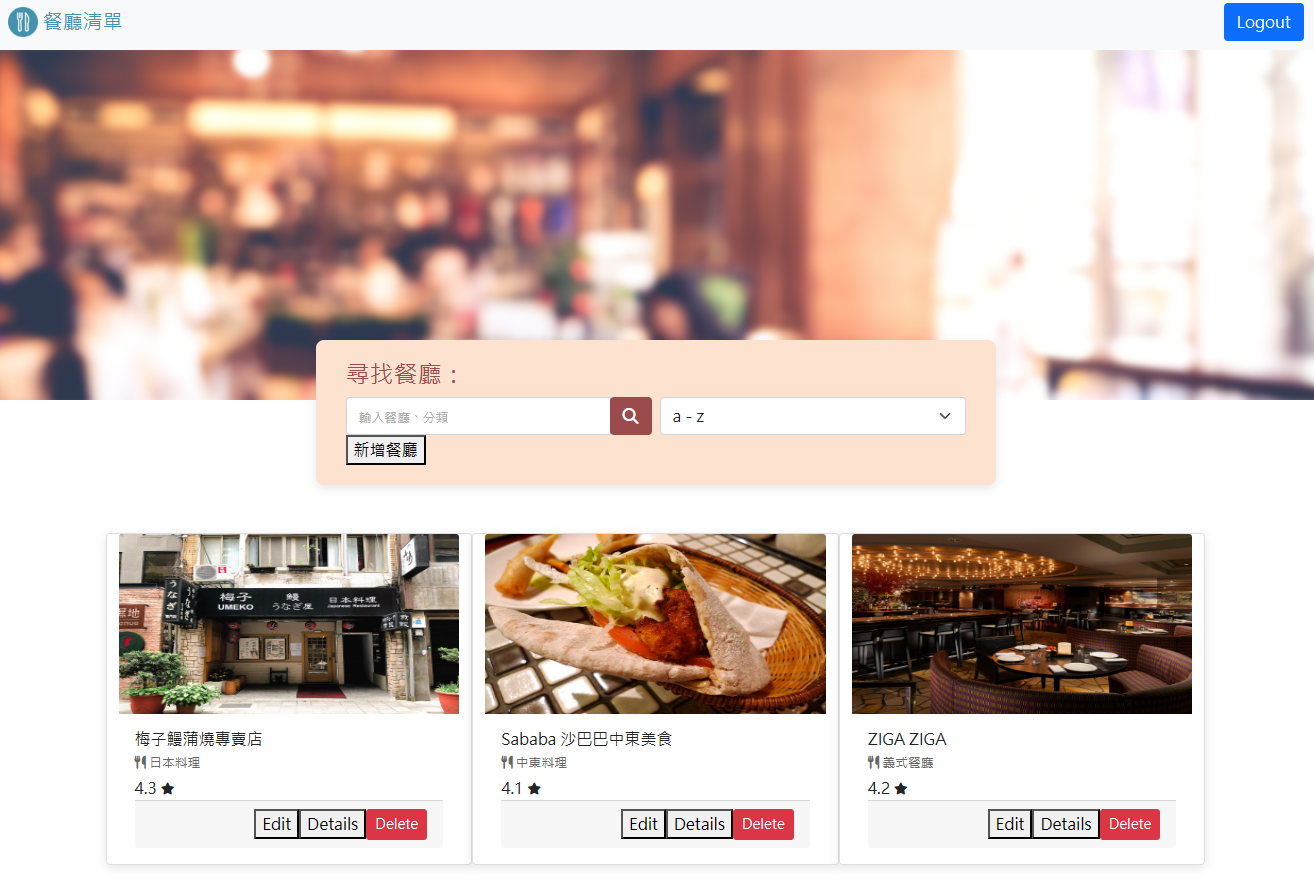 餐廳清單
Logout
尋找餐廳：
輸入餐廳、分類
a - z
新增餐廳
梅子 鰻 日本料理
UMEKO うなぎ屋 Japanese Restaurant
うなぎ
梅子鰻蒲燒專賣店
日本料理
4.3
Edit Details Delete
Sababa 沙巴巴中東美食
中東料理
4.1
Edit Details Delete
ZIGA ZIGA
義式餐廳
4.2
Edit Details Delete